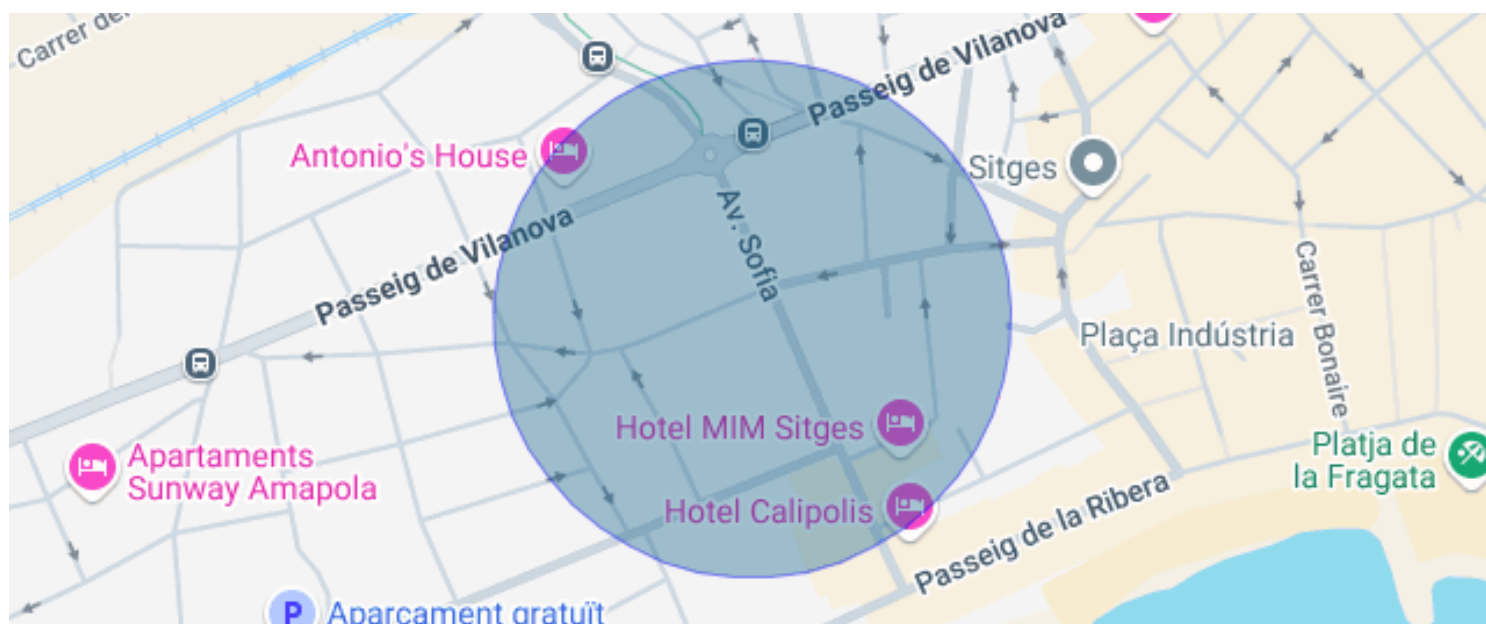 Carrer de
Passeig de Vilanova
Antonio's House
Sitges
Av. Sofia
Passeig de Vilanova
Carrer Bonaire
Plaça Indústria
Hotel MIM Sitges
Platja de
la Fragata
Apartaments
Sunway Amapola
Hotel Calipolis
Passeig de la Ribera
P
Aparcament gratuït